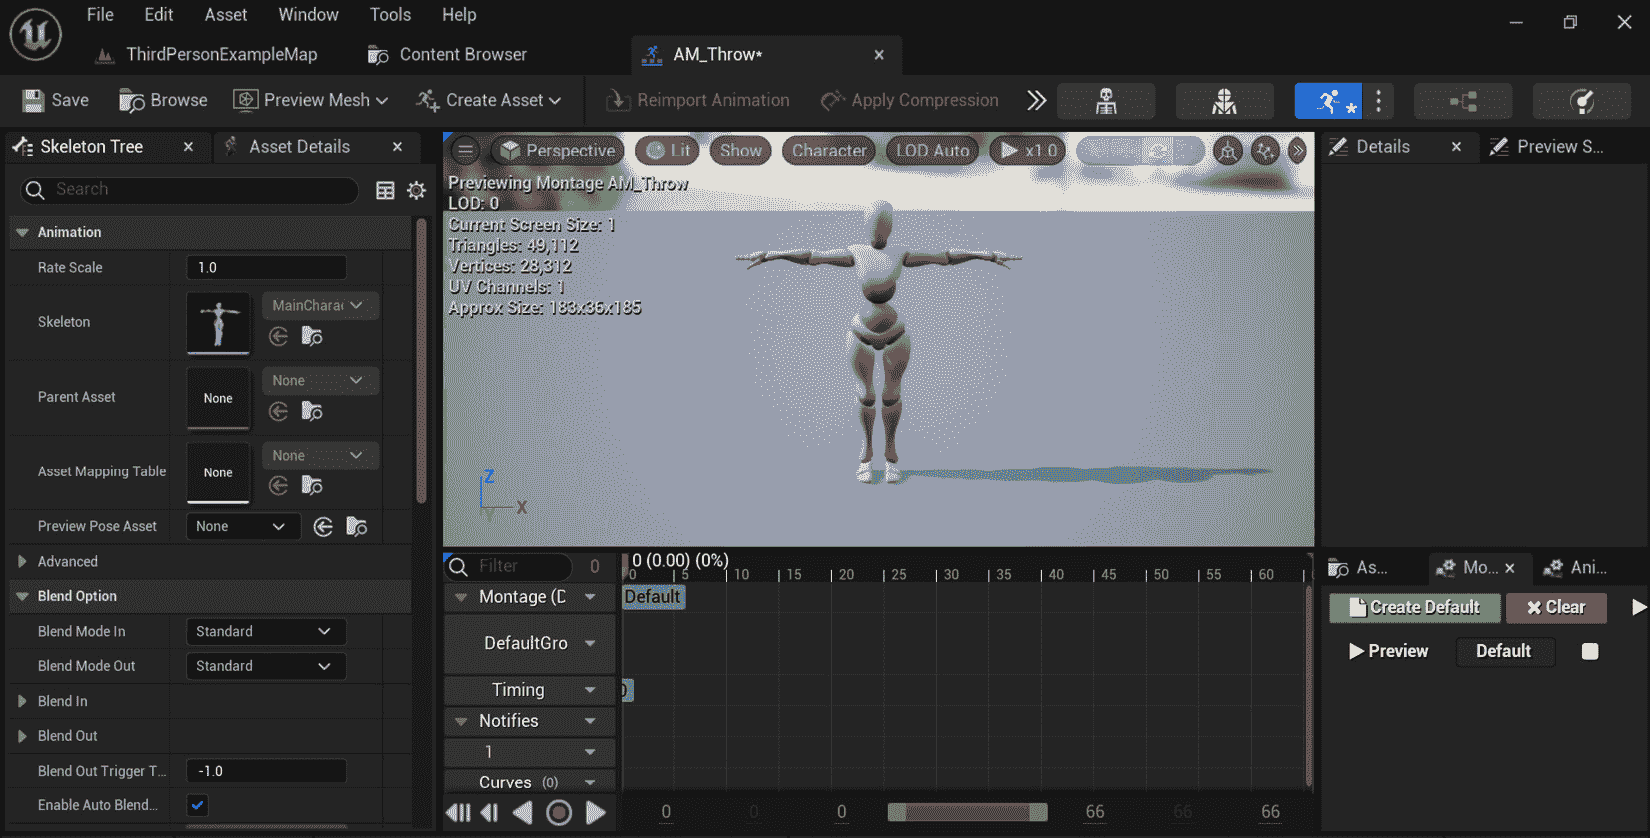 File Edit Asset Window Tools Help
ThirdPersonExampleMap Content Browser AM_Throw*
Save Browse Preview Mesh Create Asset Reimport Animation Apply Compression
Skeleton Tree Asset Details
Search
Animation
Rate Scale 1.0
Skeleton MainCharac
Parent Asset None None
Asset Mapping Table None None
Preview Pose Asset None
Advanced
Blend Option
Blend Mode In Standard
Blend Mode Out Standard
Blend In
Blend Out
Blend Out Trigger T... -1.0
Enable Auto Blend...
Perspective Lit Show Character LOD Auto x1.0
Previewing Montage AM_Throw
LOD: 0
Current Screen Size: 1
Triangles: 49,112
Vertices: 28,312
UV Channels: 1
Approx Size: 183x36x185
Z
X
Y
Filter 0 0 (0.00) (0%)
0 5 10 15 20 25 30 35 40 45 50 55 60
Montage (D Default
DefaultGro
Timing
Notifies
1
Curves (0)
0 0 0 66 66 66
Details Preview S...
As... Mo... Ani...
Create Default Clear
Preview Default